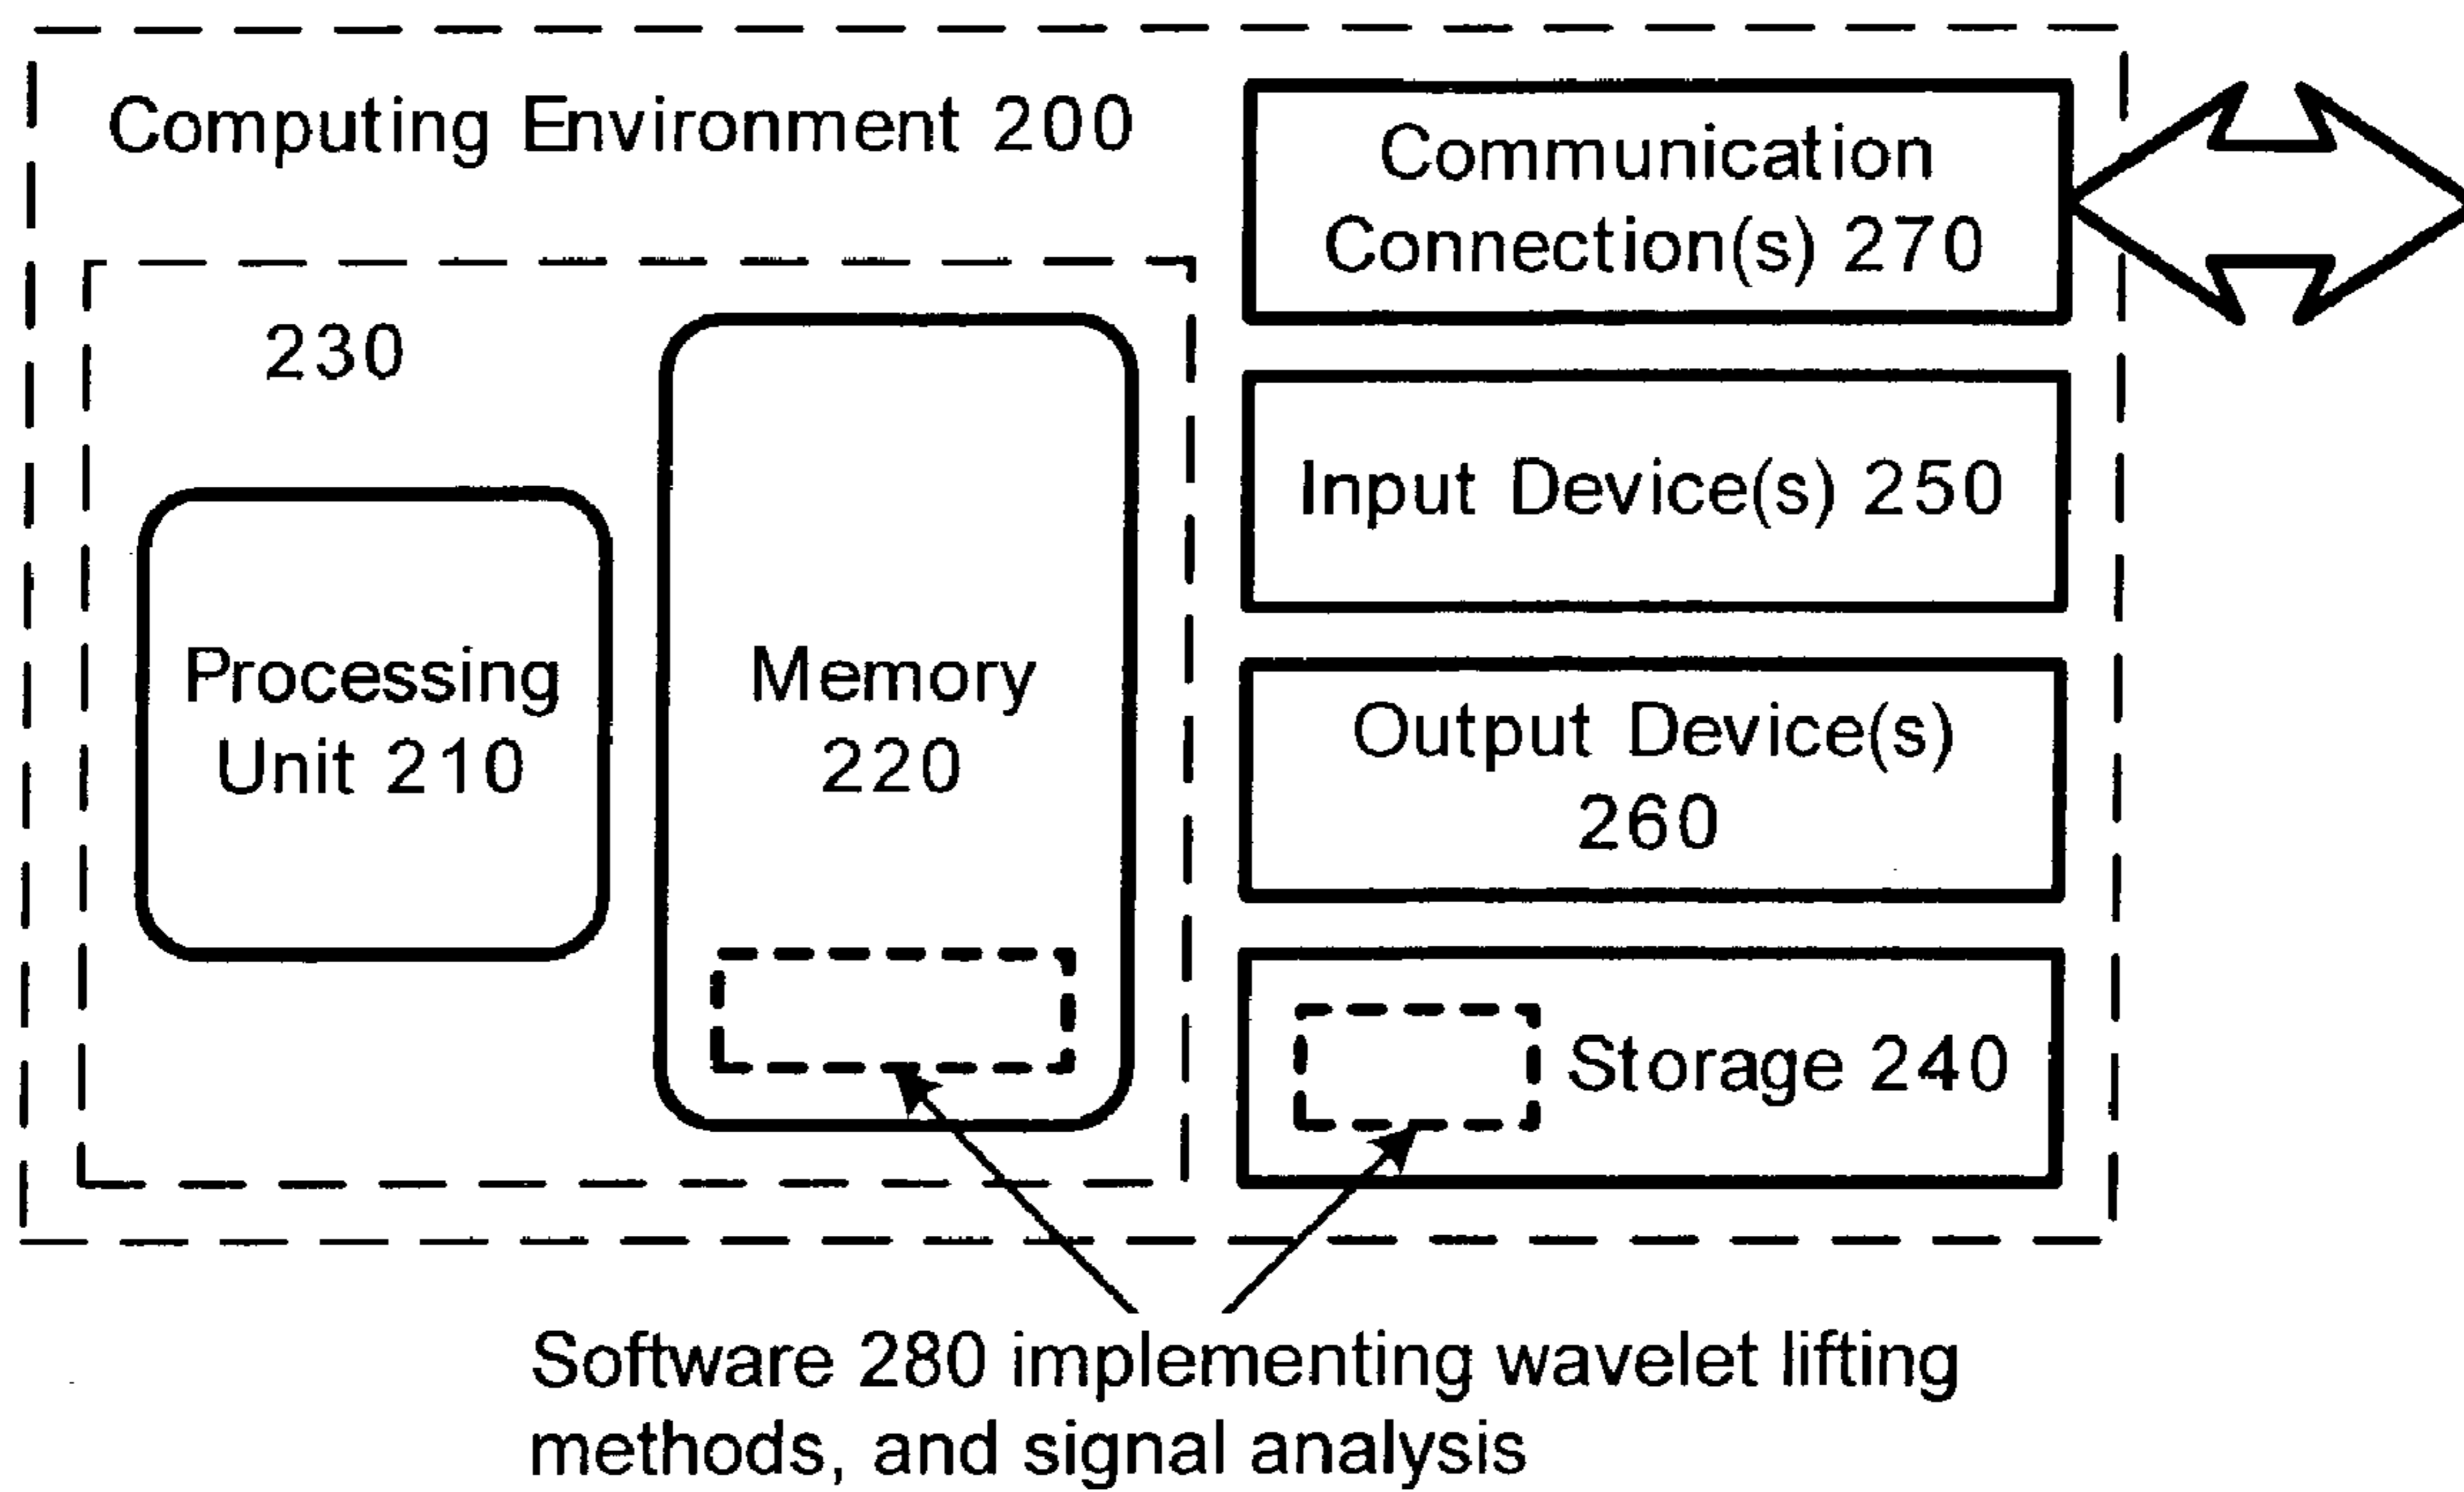 Computing Environment 200
230
Processing
Unit 210
Memory
220
Communication
Connection(s) 270
Input Device(s) 250
Output Device(s)
260
Storage 240
Software 280 implementing wavelet lifting
methods, and signal analysis